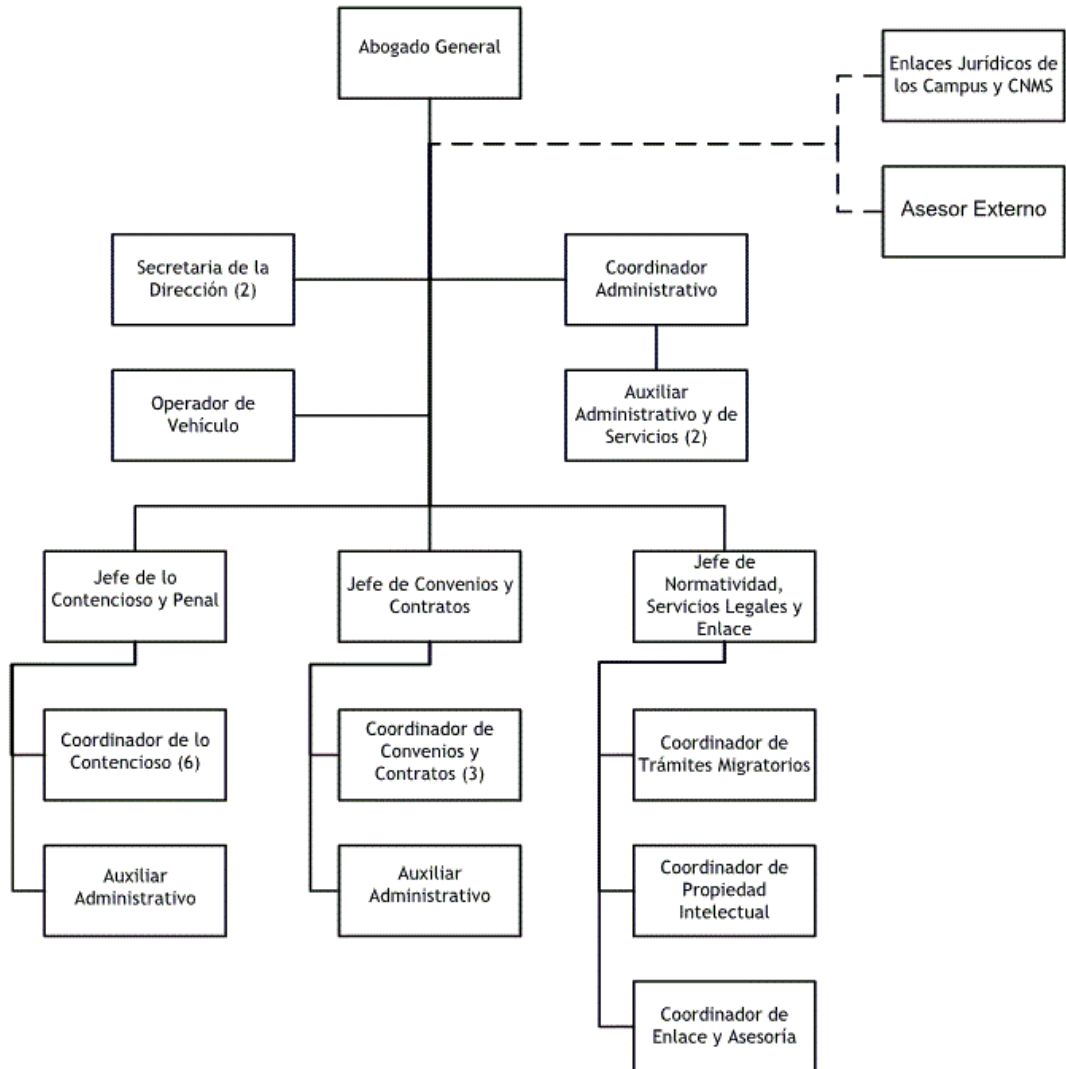 Abogado General
Enlaces Jurídicos de
los Campus y CNMS
Asesor Externo
Secretaria de la
Dirección (2)
Coordinador
Administrativo
Operador de
Vehículo
Auxiliar
Administrativo y de
Servicios (2)
Jefe de lo
Contencioso y Penal
Jefe de Convenios y
Contratos
Jefe de
Normatividad,
Servicios Legales y
Enlace
Coordinador de lo
Contencioso (6)
Coordinador de
Convenios y
Contratos (3)
Coordinador de
Trámites Migratorios
Auxiliar
Administrativo
Auxiliar
Administrativo
Coordinador de
Propiedad
Intelectual
Coordinador de
Enlace y Asesoría